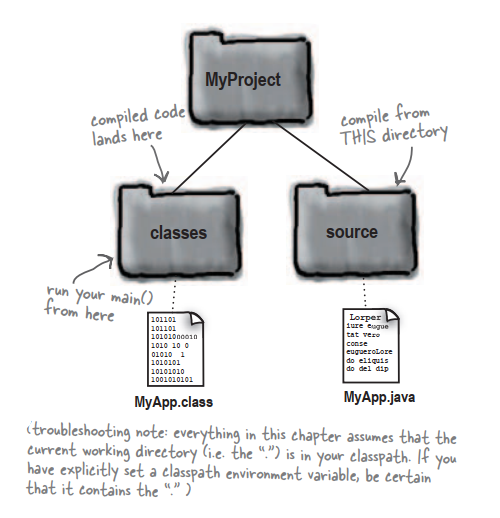 MyProject
compiled code
lands here
compile from
THIS directory
classes
source
run your main()
from here
101101
101101
10101000010
1010 10 0
01010 1
1010101
10101010
1001010101
Lorper
iure eugue
tat vero
conse
eugueroLore
do eliquis
do del dip
MyApp.class
MyApp.java
(troubleshooting note: everything in this chapter assumes that the
current working directory (i.e. the “.”) is in your classpath. If you
have explicitly set a classpath environment variable, be certain
that it contains the “.” )